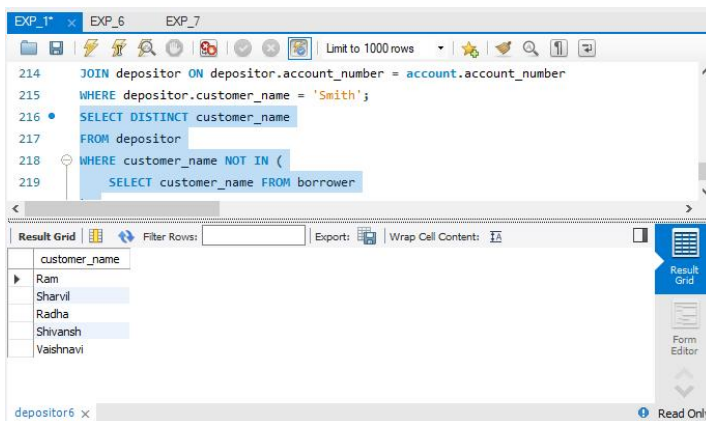 EXP_1* × EXP_6 EXP_7
Limit to 1000 rows
214 JOIN depositor ON depositor.account_number = account.account_number
215 WHERE depositor.customer_name = 'Smith';
216 SELECT DISTINCT customer_name
217 FROM depositor
218 WHERE customer_name NOT IN (
219 SELECT customer_name FROM borrower
Result Grid Filter Rows: Export: Wrap Cell Content: IA
customer_name
Ram
Sharvil
Radha
Shivansh
Vaishnavi
Result
Grid
Form
Editor
depositor6 × Read Only